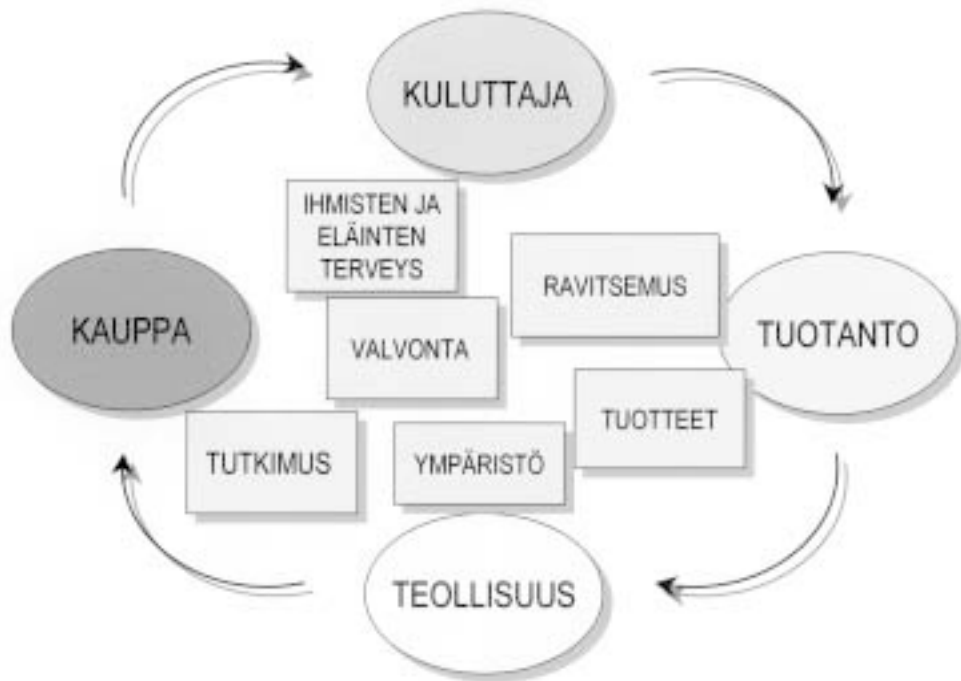 KULUTTAJA
IHMISTEN JA
ELÄINTEN
TERVEYS
RAVITSEMUS
KAUPPA
VALVONTA
TUOTANTO
TUOTTEET
TUTKIMUS
YMPÄRISTÖ
TEOLLISUUS